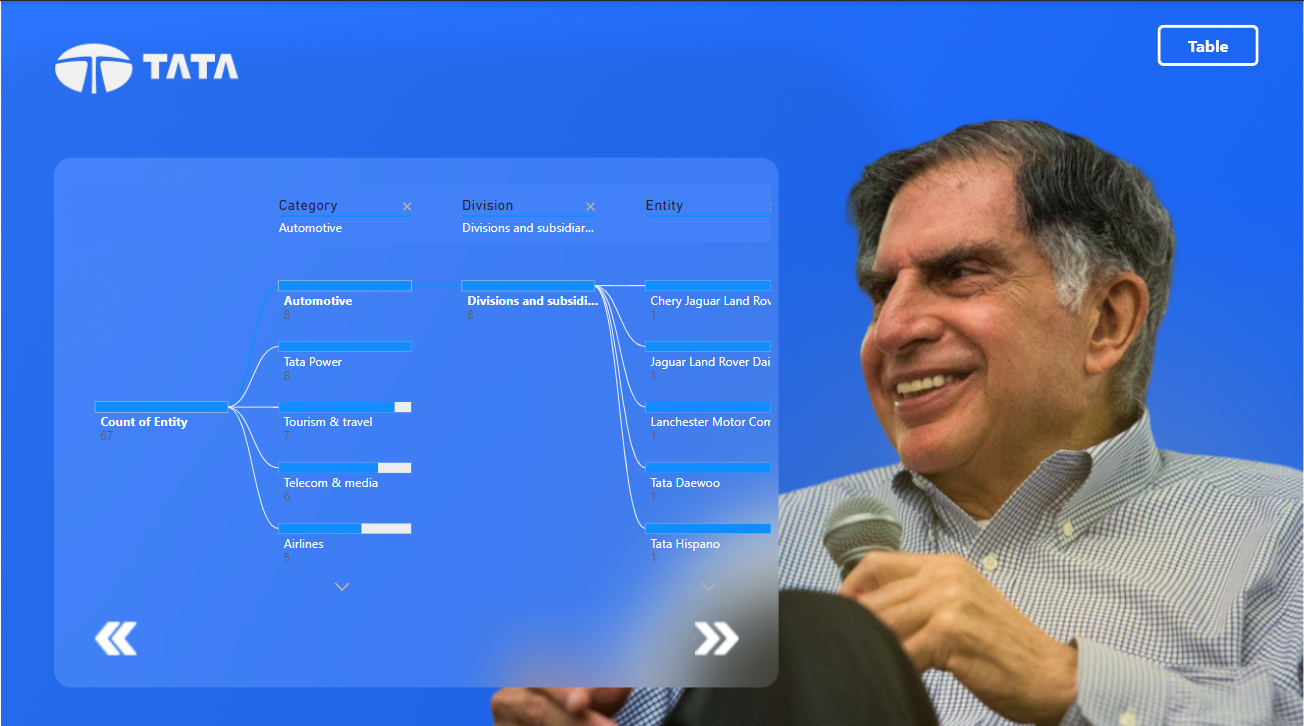 TATA
Table
Category
Division
Entity
Automotive
Divisions and subsidiar...
Automotive
8
Divisions and subsidi...
8
Chery Jaguar Land Rov
1
Tata Power
8
Jaguar Land Rover Dai
1
Count of Entity
67
Tourism & travel
7
Lanchester Motor Com
1
Telecom & media
6
Tata Daewoo
1
Airlines
5
Tata Hispano
1